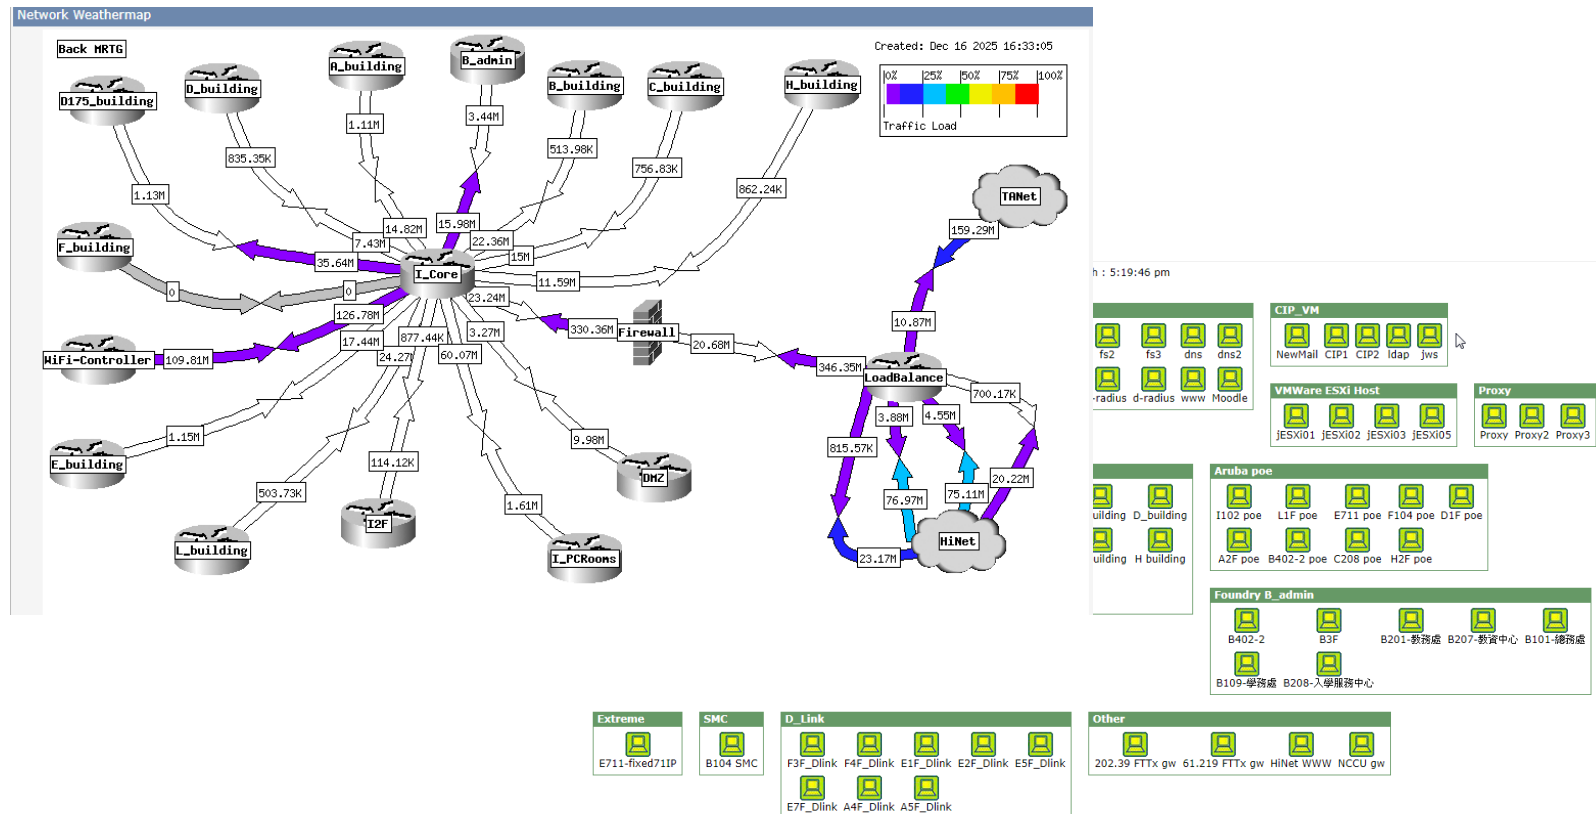 Network Weathermap
Back MRTG
Created: Dec 16 2025 16:33:05
0% 25% 50% 75% 100%
Traffic Load
A_building
B_admin
D175_building
D_building
B_building
C_building
H_building
1.11M
3.44M
835.35K
513.98K
756.83K
1.13M
862.24K
TANet
159.29M
F_building
14.82M
15.98M
7.43M
22.36M
15M
35.64M
I_Core
11.59M
0
0
23.24M
126.78M
330.36M
Firewall
10.87M
17.44M
877.44K
3.27M
20.68M
WiFi-Controller
109.81M
24.27
60.07M
346.35M
LoadBalance
700.17K
3.88M
4.55M
1.15M
9.98M
815.57K
E_building
114.12K
DMZ
20.22M
503.73K
1.61M
76.97M
75.11M
I2F
L_building
I_PCRooms
HiNet
23.17M
h : 5:19:46 pm
fs2 fs3 dns dns2
-radius d-radius www Moodle
CIP_VM
NewMail CIP1 CIP2 ldap jws
VMWare ESXi Host
jESXi01 jESXi02 jESXi03 jESXi05
Proxy
Proxy Proxy2 Proxy3
uilding D_building
uilding H building
Aruba poe
I102 poe L1F poe E711 poe F104 poe D1F poe
A2F poe B402-2 poe C208 poe H2F poe
Foundry B_admin
B402-2 B3F B201-教務處 B207-教資中心 B101-總務處
B109-學務處 B208-入學服務中心
Extreme
E711-fixed71IP
SMC
B104 SMC
D_Link
F3F_Dlink F4F_Dlink E1F_Dlink E2F_Dlink E5F_Dlink
E7F_Dlink A4F_Dlink A5F_Dlink
Other
202.39 FTTx gw 61.219 FTTx gw HiNet WWW NCCU gw